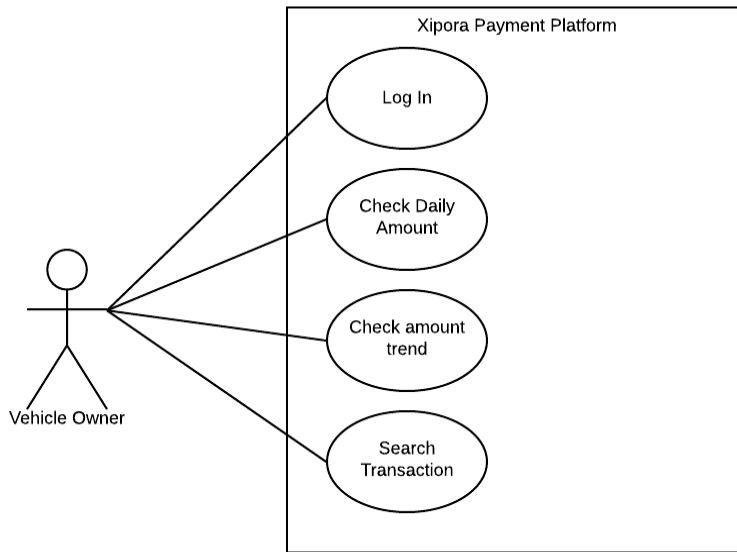 Xipora Payment Platform
Log In
Check Daily
Amount
Check amount
trend
Vehicle Owner
Search
Transaction